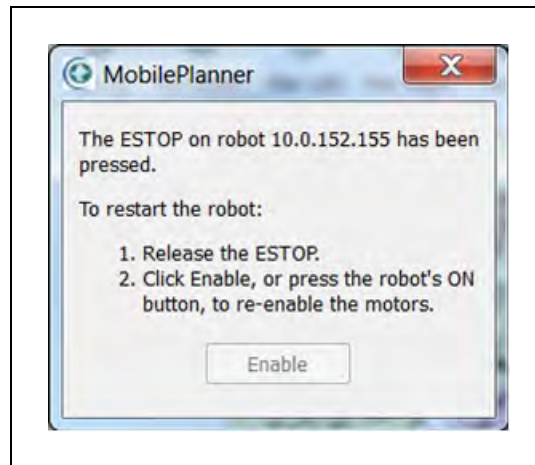 MobilePlanner
The ESTOP on robot 10.0.152.155 has been
pressed.
To restart the robot:
1. Release the ESTOP.
2. Click Enable, or press the robot's ON
button, to re-enable the motors.
Enable